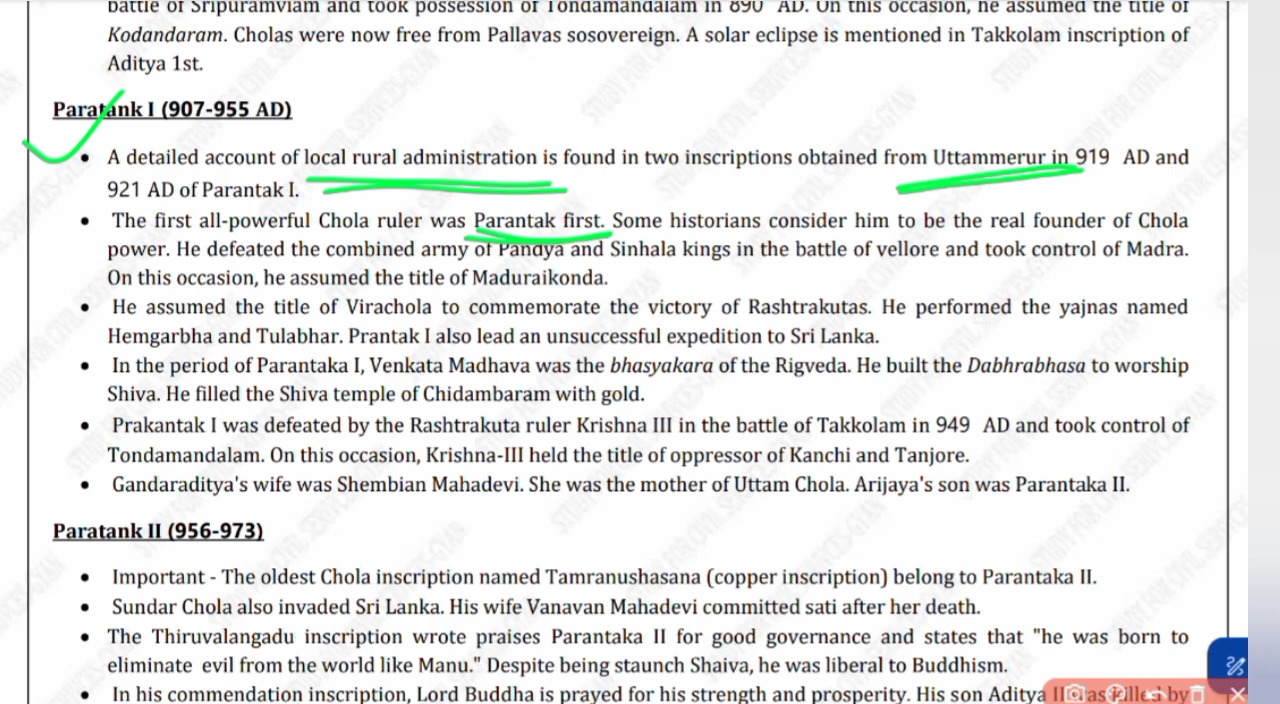 battle of Sripuramviam and took possession of Tondamandalam in 890 AD. On this occasion, he assumed the title of
Kodandaram. Cholas were now free from Pallavas sosovereign. A solar eclipse is mentioned in Takkolam inscription of
Aditya 1st.
Paratank I (907-955 AD)
• A detailed account of local rural administration is found in two inscriptions obtained from Uttammerur in 919 AD and
921 AD of Parantak I.
• The first all-powerful Chola ruler was Parantak first. Some historians consider him to be the real founder of Chola
power. He defeated the combined army of Pandya and Sinhala kings in the battle of vellore and took control of Madra.
On this occasion, he assumed the title of Maduraikonda.
• He assumed the title of Virachola to commemorate the victory of Rashtrakutas. He performed the yajnas named
Hemgarbha and Tulabhar. Prantak I also lead an unsuccessful expedition to Sri Lanka.
• In the period of Parantaka I, Venkata Madhava was the bhasyakara of the Rigveda. He built the Dabhrabhasa to worship
Shiva. He filled the Shiva temple of Chidambaram with gold.
• Prakantak I was defeated by the Rashtrakuta ruler Krishna III in the battle of Takkolam in 949 AD and took control of
Tondamandalam. On this occasion, Krishna-III held the title of oppressor of Kanchi and Tanjore.
• Gandaraditya's wife was Shembian Mahadevi. She was the mother of Uttam Chola. Arijaya's son was Parantaka II.
Paratank II (956-973)
• Important - The oldest Chola inscription named Tamranushasana (copper inscription) belong to Parantaka II.
• Sundar Chola also invaded Sri Lanka. His wife Vanavan Mahadevi committed sati after her death.
• The Thiruvalangadu inscription wrote praises Parantaka II for good governance and states that "he was born to
eliminate evil from the world like Manu." Despite being staunch Shaiva, he was liberal to Buddhism.
• In his commendation inscription, Lord Buddha is prayed for his strength and prosperity. His son Aditya II was killed by